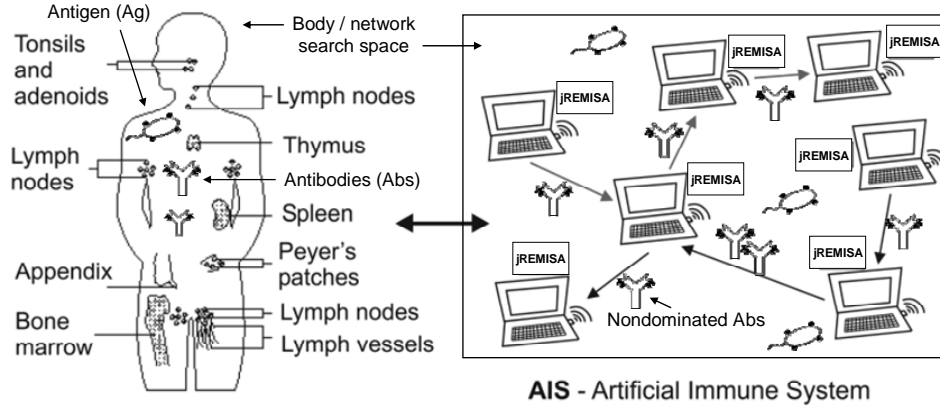 Antigen (Ag)
Tonsils
and
adenoids
Lymph
nodes
Appendix
Bone
marrow
Body / network
search space
Lymph nodes
Thymus
Antibodies (Abs)
Spleen
Peyer's
patches
Lymph nodes
Lymph vessels
jREMISA
jREMISA
jREMISA
jREMISA
jREMISA
jREMISA
jREMISA
Nondominated Abs
AIS - Artificial Immune System